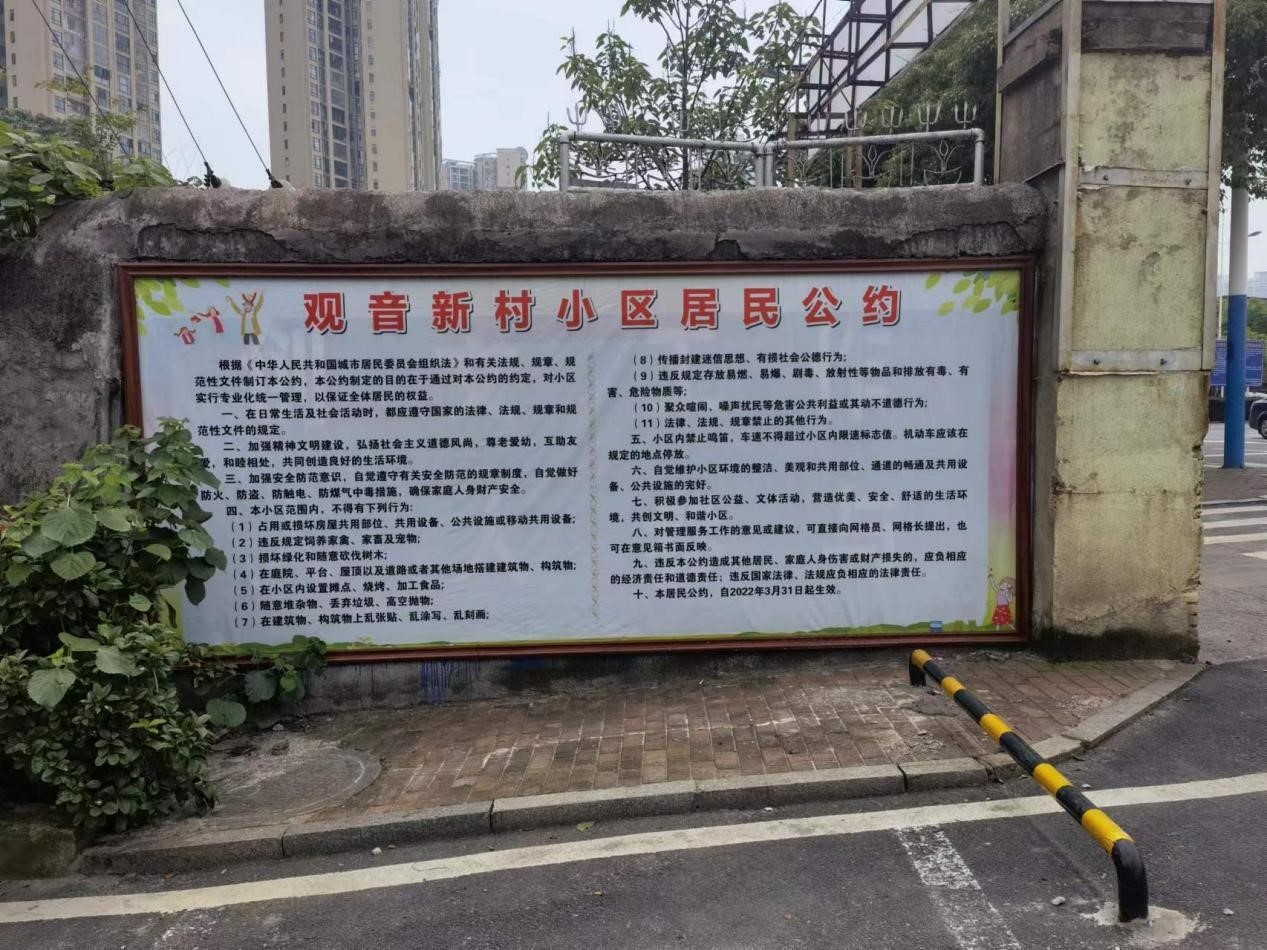 观音新村小区居民公约
根据《中华人民共和国城市居民委员会组织法》和有关法规、规章、规
范性文件制订本公约，本公约制定的目的在于通过对本公约的约定，对小区
实行专业化统一管理，以保证全体居民的权益。
一、在日常生活及社会活动时，都应遵守国家的法律、法规、规章和规
范性文件的规定。
二、加强精神文明建设，弘扬社会主义道德风尚，尊老爱幼，互助友
爱，和睦相处，共同创造良好的生活环境。
三、加强安全防范意识，自觉遵守有关安全防范的规章制度，自觉做好
防火、防盗、防触电、防煤气中毒措施，确保家庭人身财产安全。
四、本小区范围内，不得有下列行为：
（1）占用或损坏房屋共用部位、共用设备、公共设施或移动共用设备；
（2）违反规定饲养家禽、家畜及宠物；
（3）损坏绿化和随意砍伐树木；
（4）在庭院、平台、屋顶以及道路或者其他场地搭建建筑物、构筑物；
（5）在小区内设置摊点、烧烤、加工食品；
（6）随意堆杂物、丢弃垃圾、高空抛物；
（7）在建筑物、构筑物上乱张贴、乱涂写、乱刻画；
（8）传播封建迷信思想、有损社会公德行为；
（9）违反规定存放易燃、易爆、剧毒、放射性等物品和排放有毒、有
害、危险物质等；
（10）聚众喧闹、噪声扰民等危害公共利益或其动不道德行为；
（11）法律、法规、规章禁止的其他行为。
五、小区内禁止鸣笛，车速不得超过小区内限速标志值。机动车应该在
规定的地点停放。
六、自觉维护小区环境的整洁、美观和共用部位、通道的畅通及共用设
备、公共设施的完好。
七、积极参加社区公益、文体活动，营造优美、安全、舒适的生活环
境，共创文明、和谐小区。
八、对管理服务工作的意见或建议，可直接向网格员、网格长提出，也
可在意见箱书面反映。
九、违反本公约造成其他居民、家庭人身伤害或财产损失的，应负相应
的经济责任和道德责任；违反国家法律、法规应负相应的法律责任。
十、本居民公约，自2022年3月31日起生效。